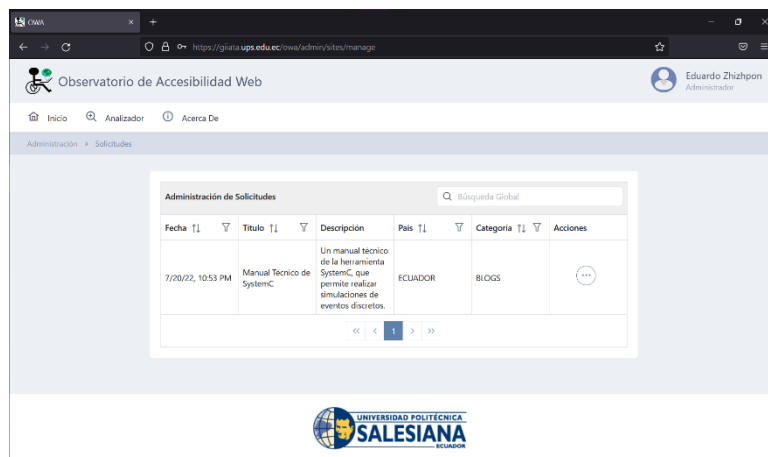 OWA
https://giiata.ups.edu.ec/owa/admin/sites/manage
Observatorio de Accesibilidad Web
Eduardo Zhizhpon
Administrador
Inicio Analizador Acerca De
Administración Solicitudes
Administración de Solicitudes Búsqueda Global
Fecha Título Descripción País Categoría Acciones
7/20/22, 10:53 PM
Manual Técnico de
SystemC
Un manual técnico
de la herramienta
SystemC, que
permite realizar
simulaciones de
eventos discretos.
ECUADOR
BLOGS
1
UNIVERSIDAD POLITÉCNICA
SALESIANA
ECUADOR